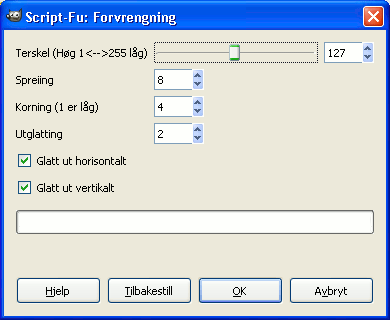 Script-Fu: Forvrengning
Terskel (Høg 1<-->255 låg) 127
Spreiing 8
Korning (1 er låg) 4
Utglatting 2
Glatt ut horisontalt
Glatt ut vertikalt
Hjelp Tilbakestill OK Avbryt